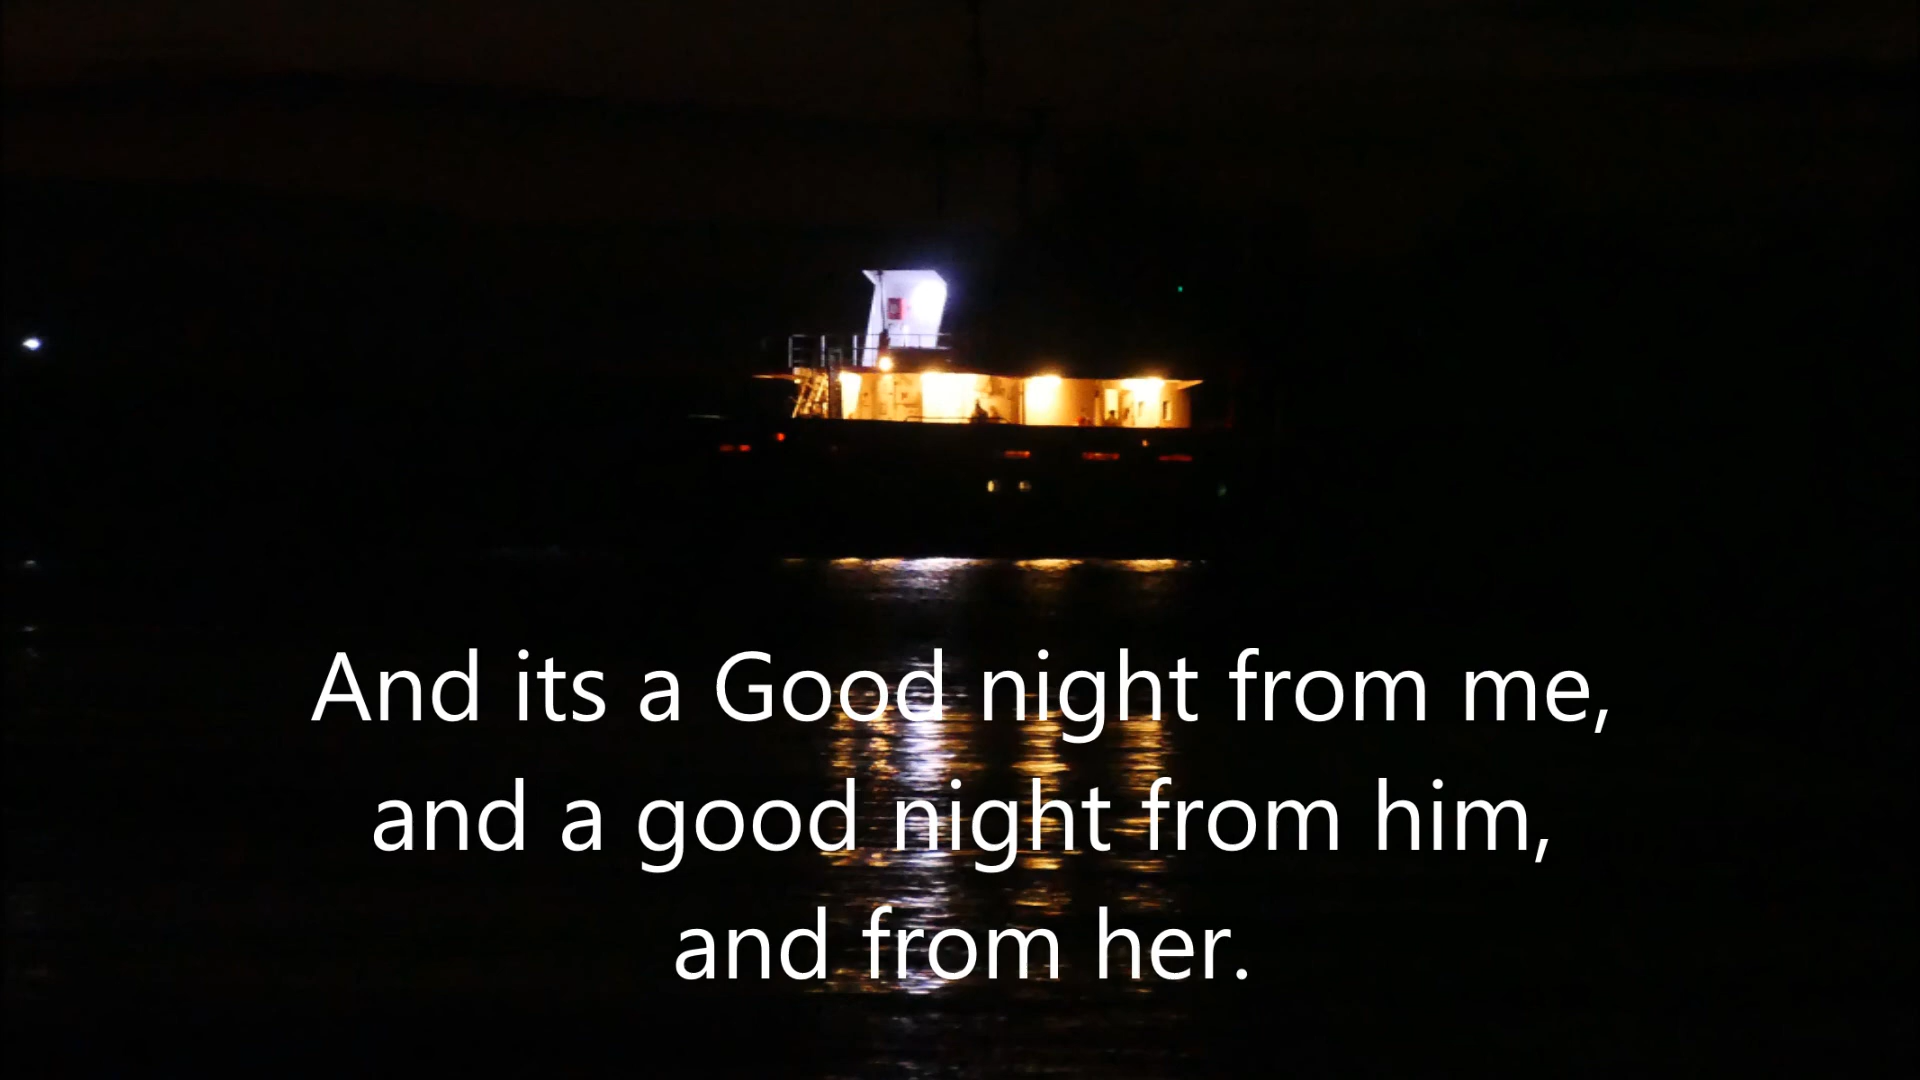 And its a Good night from me,
and a good night from him,
and from her.